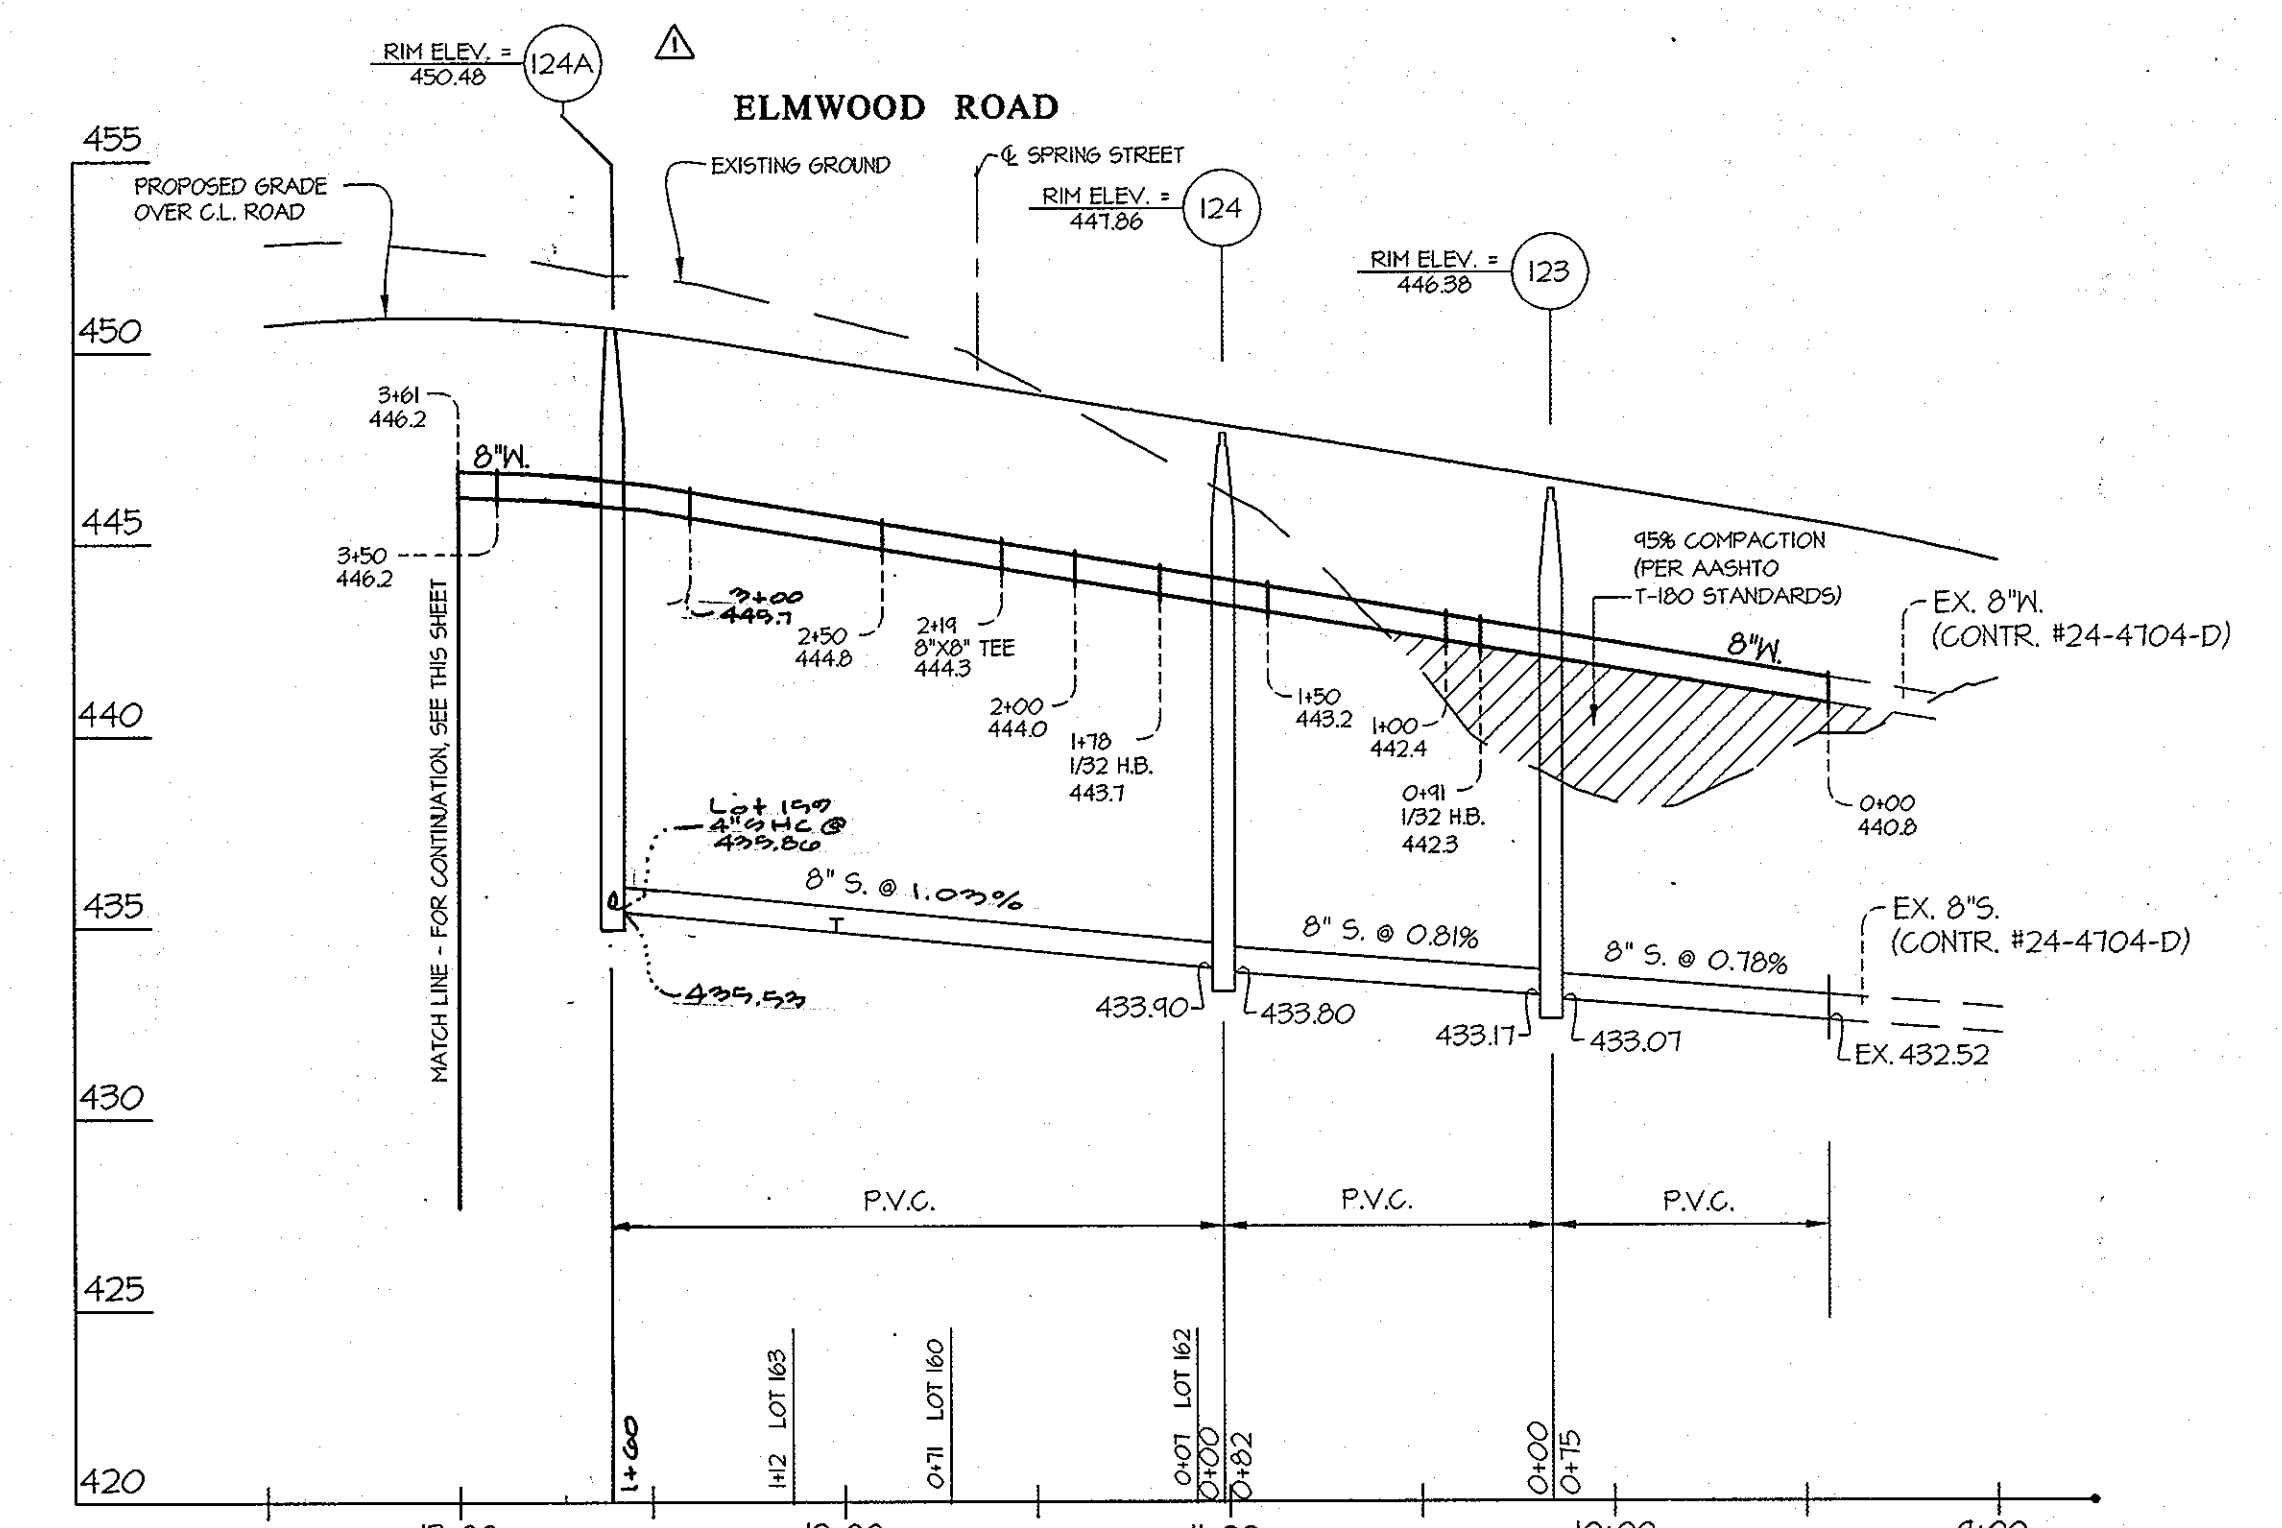 RIM ELEV. =
450.48
124A
1
ELMWOOD ROAD
455
PROPOSED GRADE
OVER C.L. ROAD
EXISTING GROUND
℄ SPRING STREET
RIM ELEV. =
447.86
124
RIM ELEV. =
446.38
123
450
3+61
446.2
8"W.
445
3+50
446.2
3+00
445.7
2+50
444.8
2+19
8"X8" TEE
444.3
2+00
444.0
1+78
1/32 H.B.
443.7
1+50
443.2
1+00
442.4
0+91
1/32 H.B.
442.3
95% COMPACTION
(PER AASHTO
T-180 STANDARDS)
8"W.
EX. 8"W.
(CONTR. #24-4704-D)
0+00
440.8
440
MATCH LINE - FOR CONTINUATION, SEE THIS SHEET
Lot 159
4" SHC @
435.86
435
8" S. @ 1.03%
T
8" S. @ 0.81%
8" S. @ 0.78%
EX. 8"S.
(CONTR. #24-4704-D)
435.53
433.90
433.80
433.17
433.07
EX. 432.52
430
P.V.C.
P.V.C.
P.V.C.
425
1+60
1+12 LOT 163
0+71 LOT 160
0+07 LOT 162
0+00
0+82
0+00
0+75
420